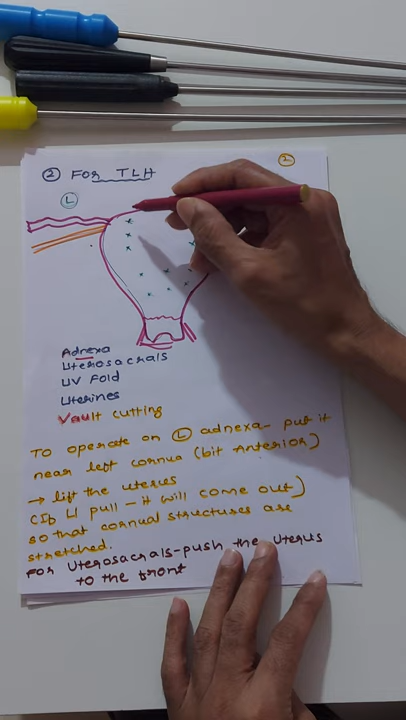 ② FOR TLH
②
Ⓛ
Adnexa
Uterosacrals
UV Fold
Uterines
Vault cutting
TO operate on Ⓛ adnexa- put it
near left cornua (bit Anterior)
→ lift the uterus
(Ib U pull - it will come out)
so that cornual structures are
stretched.
FOR Uterosacrals-push the uterus
to the front